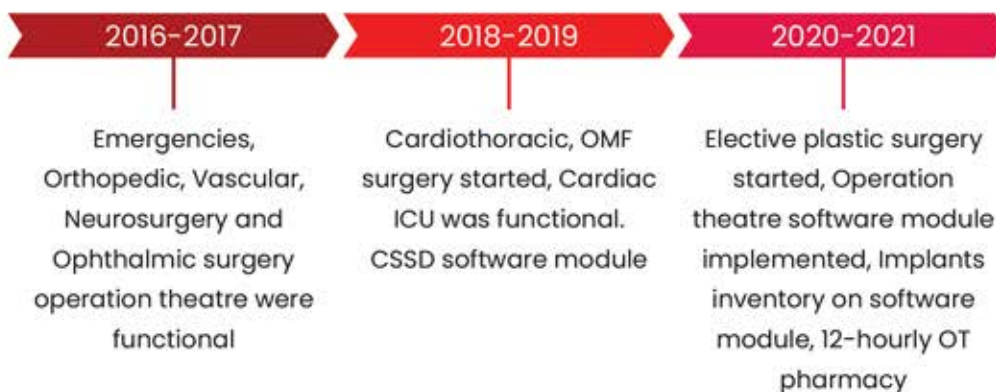 2016-2017
Emergencies,
Orthopedic, Vascular,
Neurosurgery and
Ophthalmic surgery
operation theatre were
functional
2018-2019
Cardiothoracic, OMF
surgery started, Cardiac
ICU was functional.
CSSD software module
2020-2021
Elective plastic surgery
started, Operation
theatre software module
implemented, Implants
inventory on software
module, 12-hourly OT
pharmacy